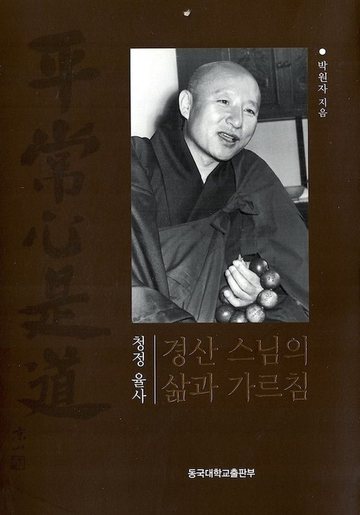 平常心是道
박원자 지음
청정 율사
경산 스님의
삶과 가르침
동국대학교출판부